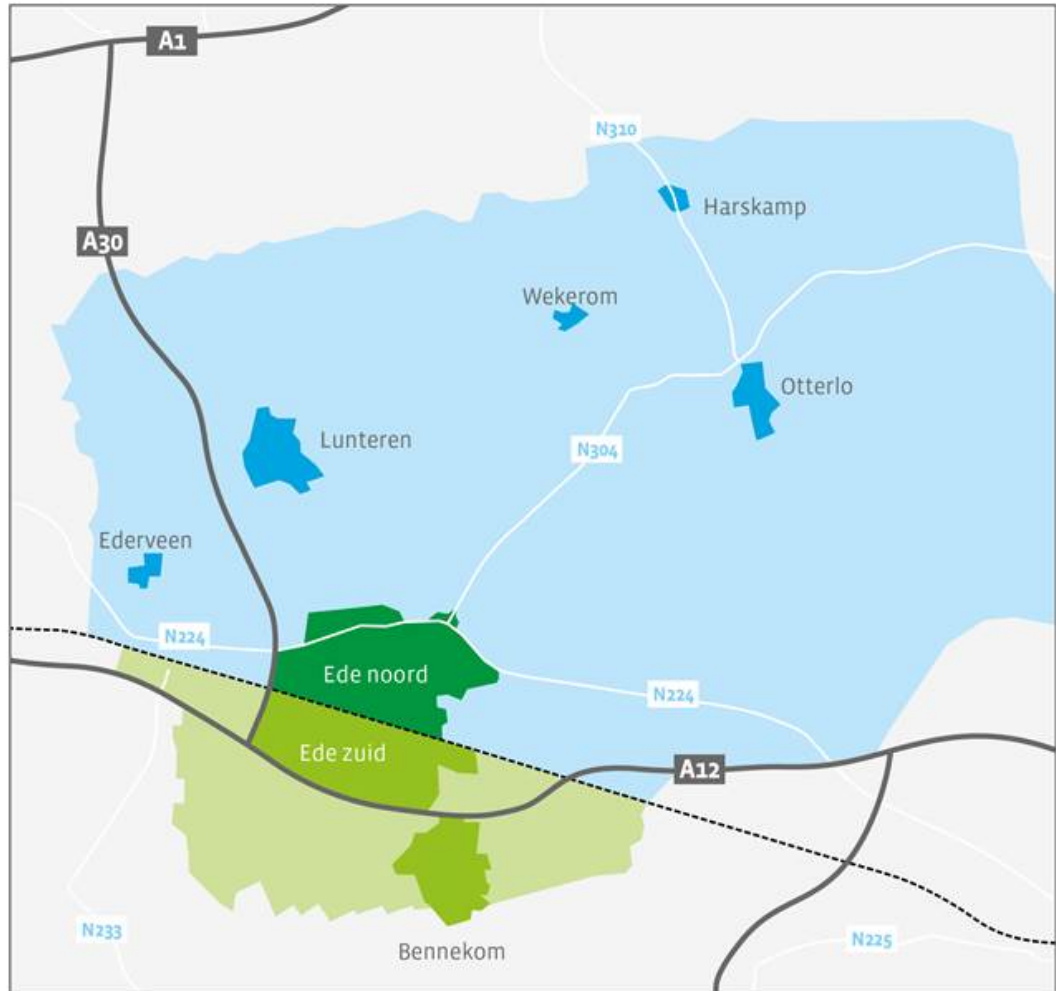 A1
N310
Harskamp
A30
Wekerom
Otterlo
Lunteren
N304
Ederveen
N224
Ede noord
N224
Ede zuid
A12
N233
N225
Bennekom